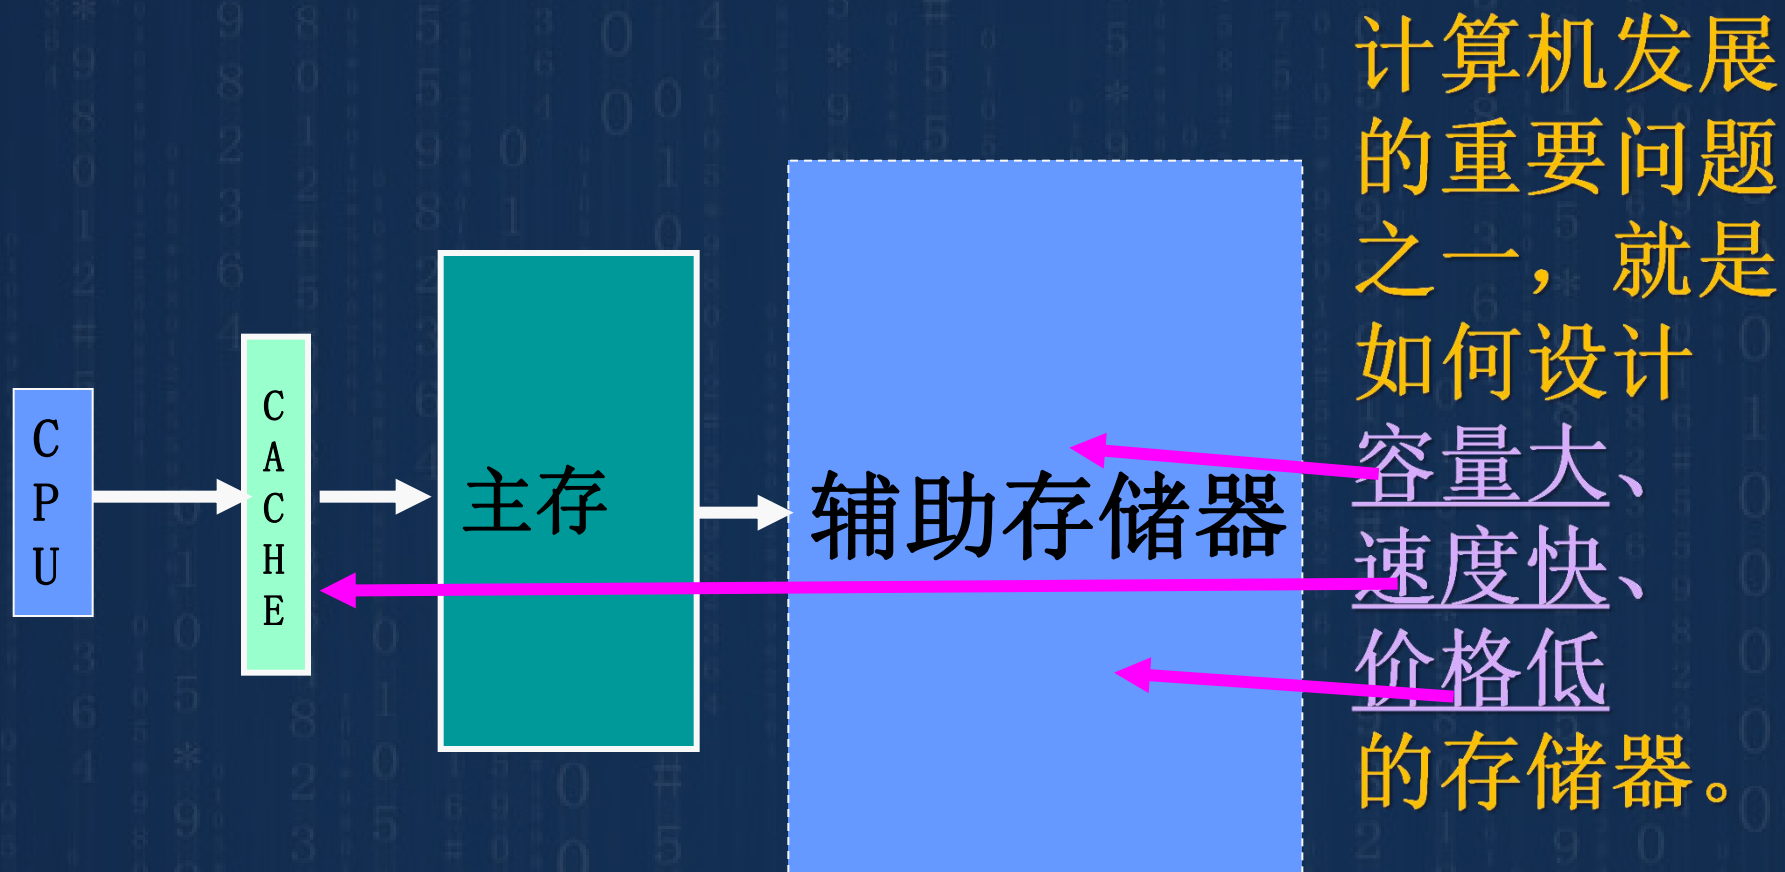 CPU
CACHE
主存
辅助存储器
计算机发展
的重要问题
之一，就是
如何设计
容量大、
速度快、
价格低
的存储器。